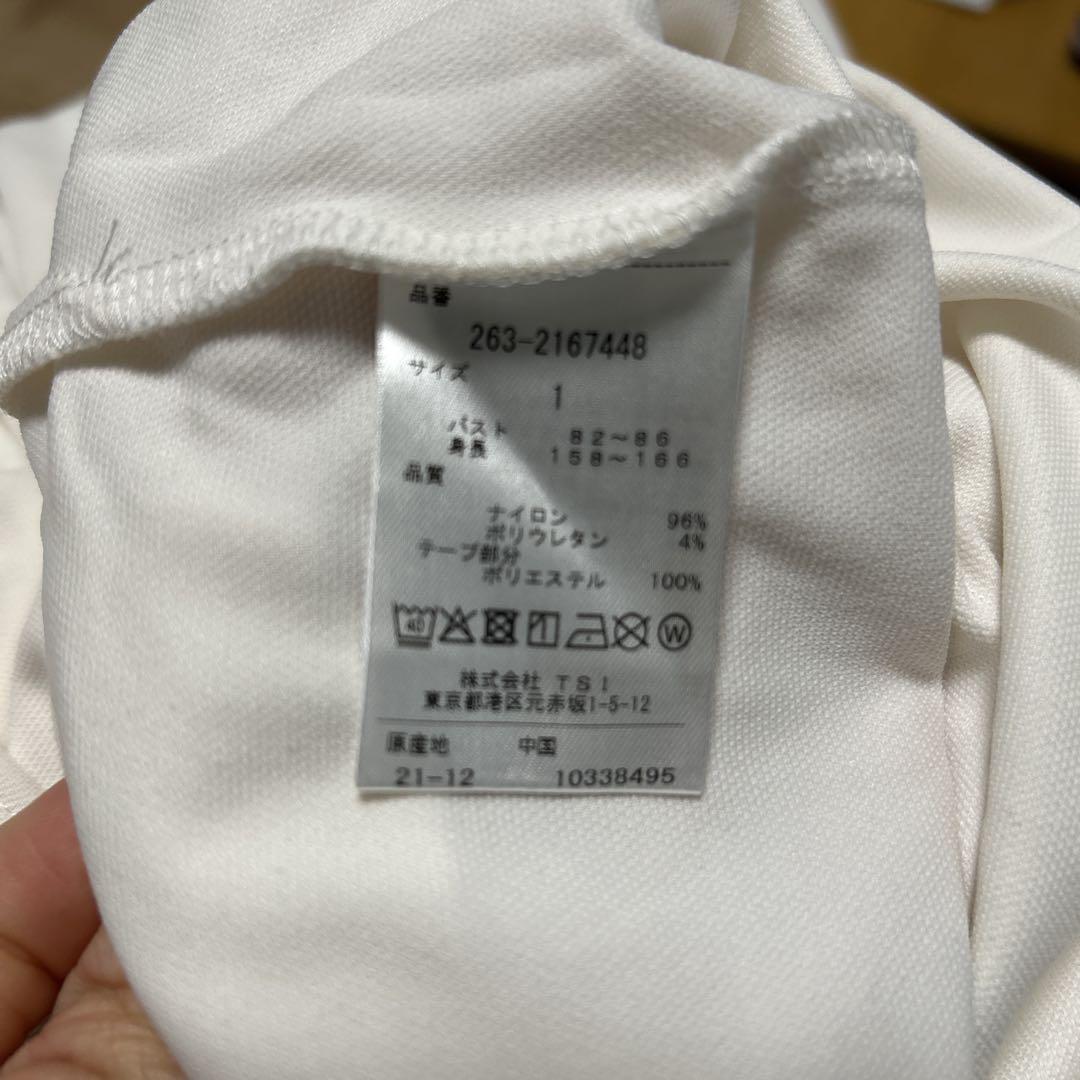 品番
263-2167448
サイズ
1
バスト 82~86
身長 158~166
品質
ナイロン 96%
ポリウレタン 4%
テープ部分
ポリエステル 100%
40 W
株式会社 TSI
東京都港区元赤坂1-5-12
原産地 中国
21-12 10338495